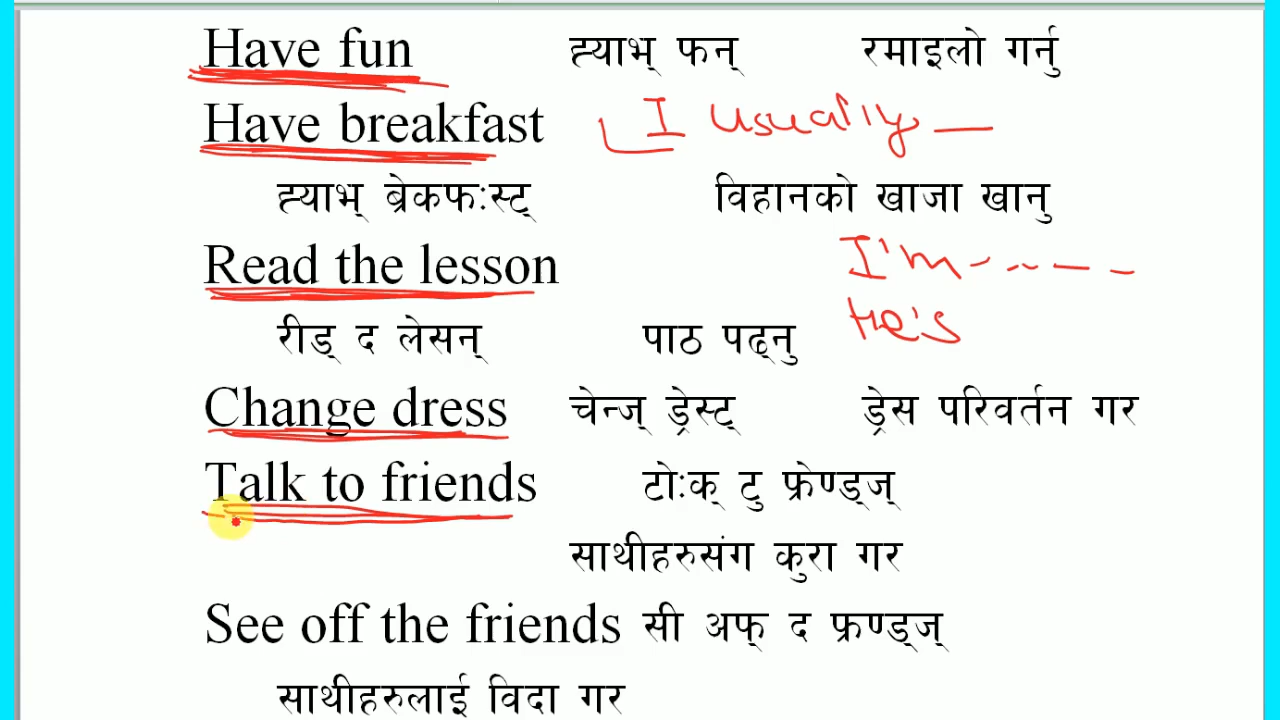 Have fun ह्याभ् फन् रमाइलो गर्नु
Have breakfast I usually
ह्याभ् ब्रेकफःस्ट् विहानको खाजा खानु
Read the lesson I'm
रीड् द लेसन् पाठ पढ्नु He's
Change dress चेन्ज् ड्रेस्ट् ड्रेस परिवर्तन गर
Talk to friends टोःक् टु फ्रेण्ड्ज्
साथीहरुसंग कुरा गर
See off the friends सी अफ् द फ्रण्ड्ज्
साथीहरुलाई विदा गर